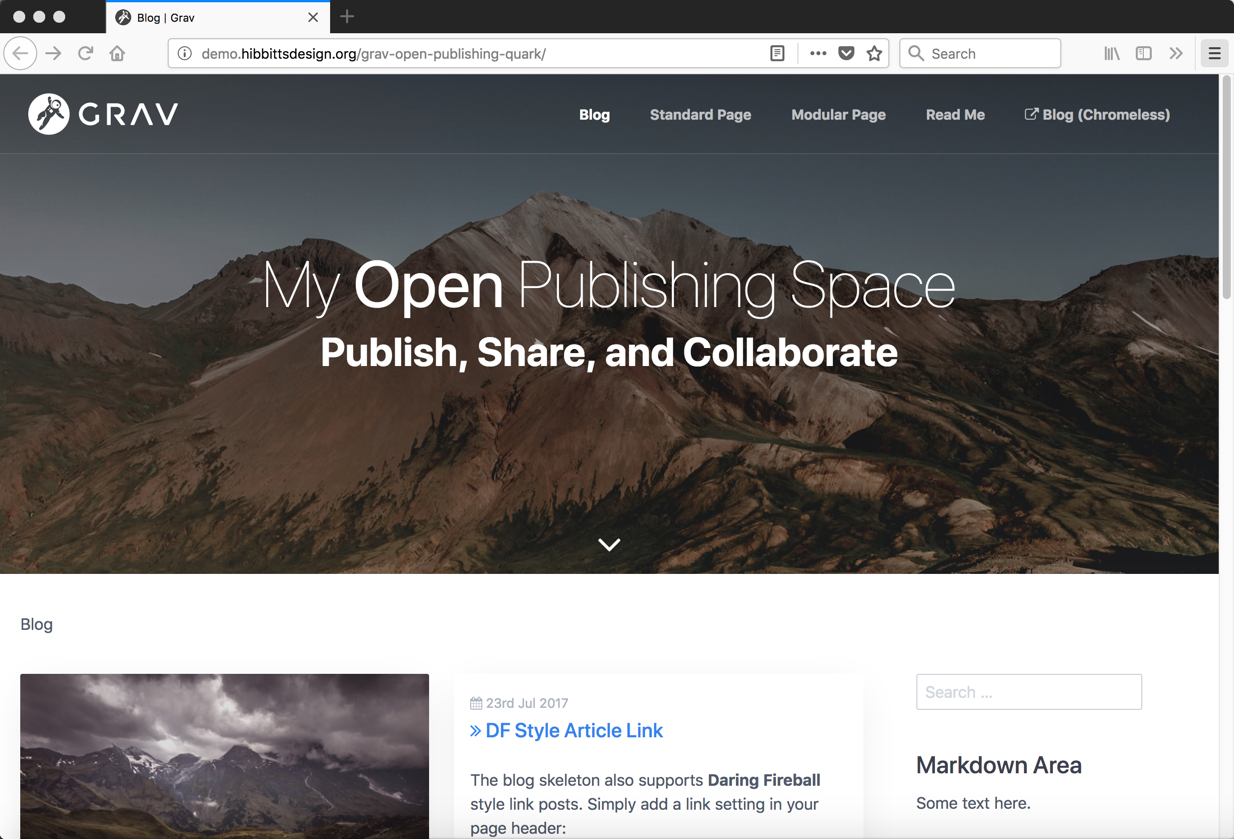 Blog | Grav
demo.hibbittsdesign.org/grav-open-publishing-quark/
Search
GRAV
Blog
Standard Page
Modular Page
Read Me
Blog (Chromeless)
My Open Publishing Space
Publish, Share, and Collaborate
Blog
23rd Jul 2017
DF Style Article Link
The blog skeleton also supports Daring Fireball
style link posts. Simply add a link setting in your
page header:
Search ...
Markdown Area
Some text here.